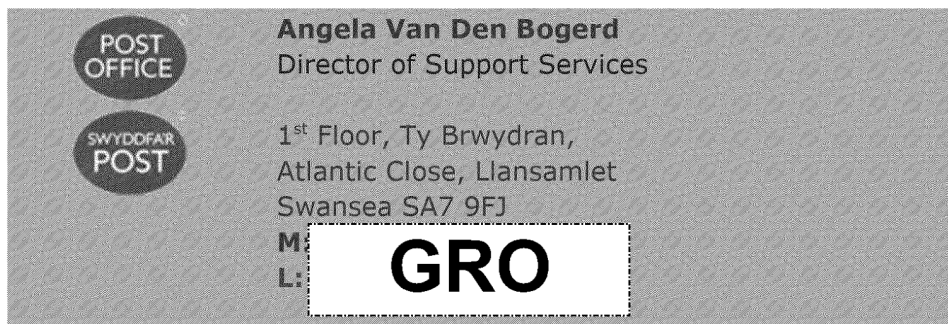 POST
OFFICE
Angela Van Den Bogerd
Director of Support Services
SWYDDFA'R
POST
1st Floor, Ty Brwydran,
Atlantic Close, Llansamlet
Swansea SA7 9FJ
M:
L:
GRO